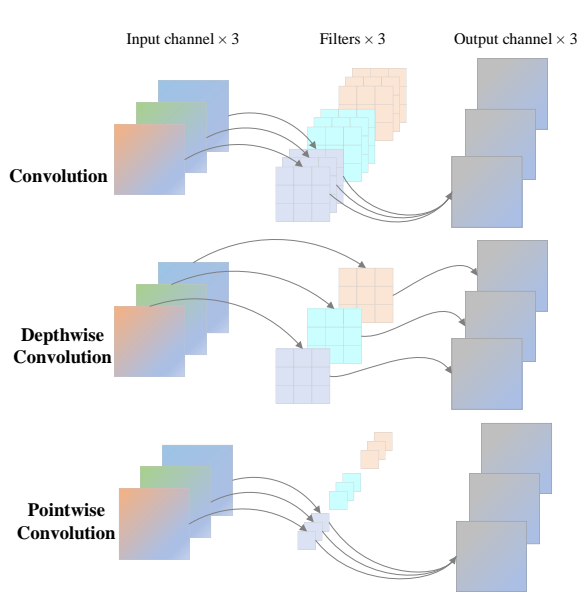 Input channel × 3
Filters × 3
Output channel × 3
Convolution
Depthwise
Convolution
Pointwise
Convolution